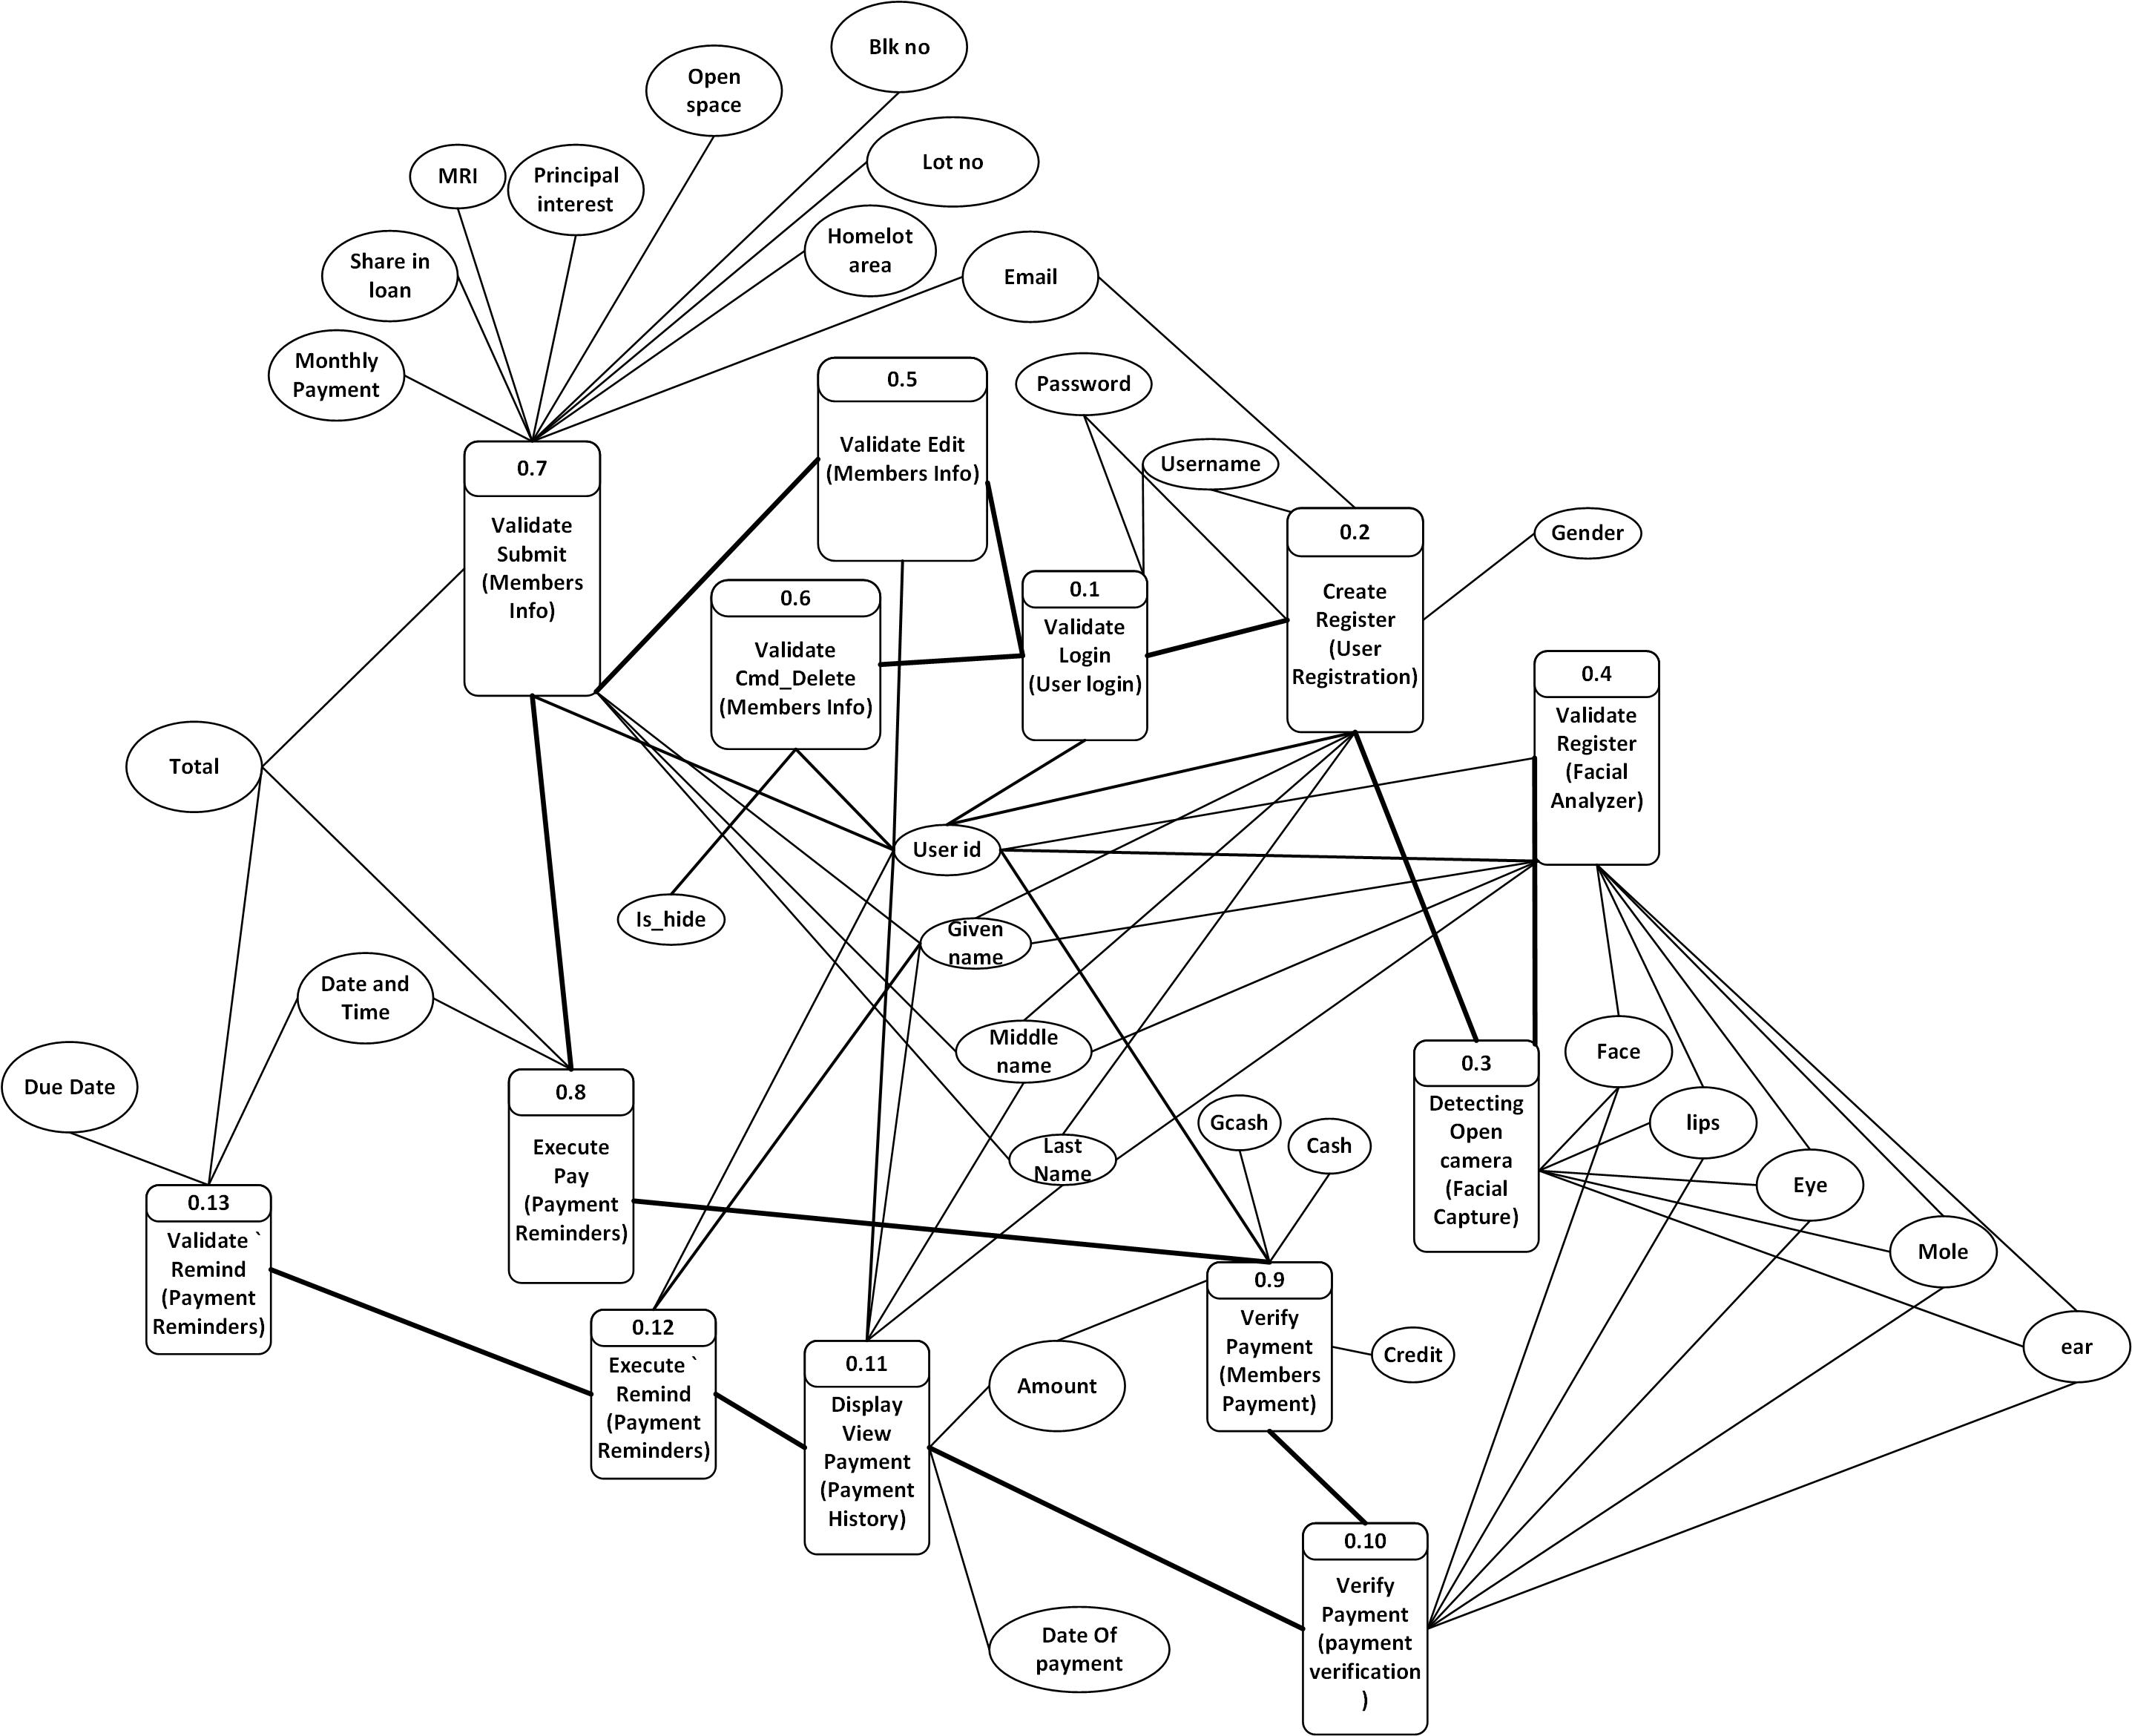 Blk no
Open
space
Lot no
MRI
Principal
interest
Homelot
area
Share in
loan
Email
Monthly
Payment
0.5
Validate Edit
(Members Info)
Password
Username
0.7
Validate
Submit
(Members
Info)
0.2
Create
Register
(User
Registration)
Gender
0.6
Validate
Cmd_Delete
(Members Info)
0.1
Validate
Login
(User login)
0.4
Validate
Register
(Facial
Analyzer)
Total
User id
Is_hide
Given
name
Date and
Time
Middle
name
Due Date
0.8
Execute
Pay
(Payment
Reminders)
Last
Name
Gcash
Cash
0.3
Detecting
Open
camera
(Facial
Capture)
Face
lips
Eye
Mole
ear
0.13
Validate `
Remind
(Payment
Reminders)
0.12
Execute `
Remind
(Payment
Reminders)
0.11
Display
View
Payment
(Payment
History)
Amount
0.9
Verify
Payment
(Members
Payment)
Credit
0.10
Verify
Payment
(payment
verification
)
Date Of
payment